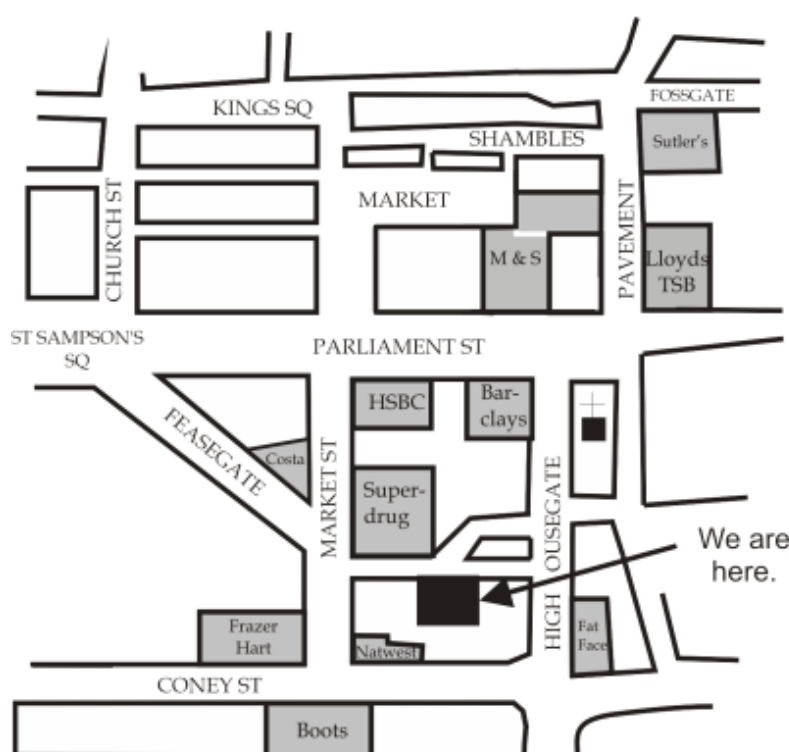 FOSSGATE
KINGS SQ
SHAMBLES
Sutler's
MARKET
CHURCH ST
PAVEMENT
M & S
Lloyds
TSB
ST SAMPSON'S
SQ
PARLIAMENT ST
HSBC
Bar-
clays
FEASEGATE
Costa
MARKET ST
Super-
drug
HIGH OUSEGATE
We are
here.
Frazer
Hart
Natwest
Fat
Face
CONEY ST
Boots